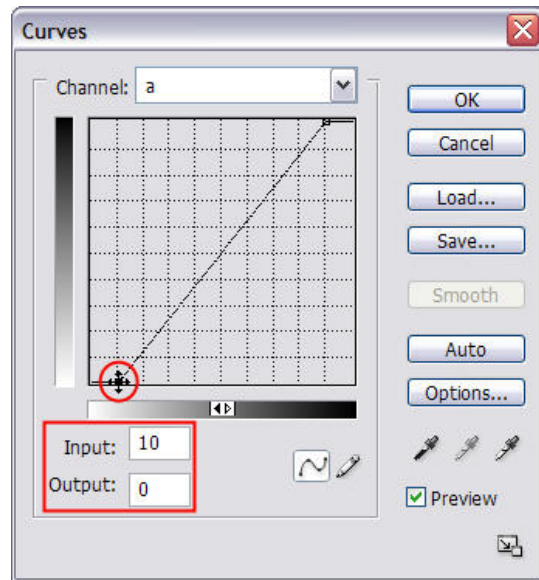 Curves
Channel: a
OK
Cancel
Load...
Save...
Smooth
Auto
Options...
Input: 10
Output: 0
Preview